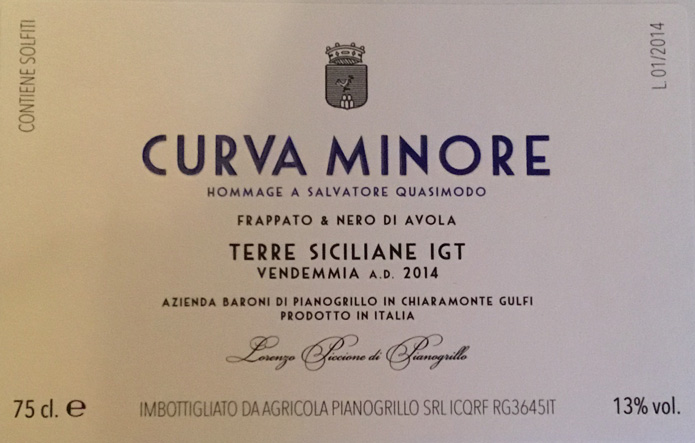 CONTIENE SOLFITI
L 01/2014
CURVA MINORE
HOMMAGE A SALVATORE QUASIMODO
FRAPPATO & NERO DI AVOLA
TERRE SICILIANE IGT
VENDEMMIA A.D. 2014
AZIENDA BARONI DI PIANOGRILLO IN CHIARAMONTE GULFI
PRODOTTO IN ITALIA
Lorenzo Piccione di Pianogrillo
75 cl. e
IMBOTTIGLIATO DA AGRICOLA PIANOGRILLO SRL ICQRF RG3645IT
13% vol.